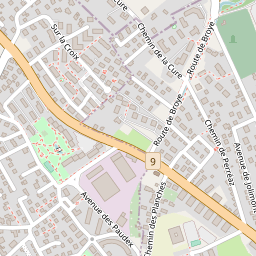 Sur la Croix
Chemin de la Cure
Route de Broye
Route de Broye
Chemin de Perréaz
Avenue de Jolimont
9
Avenue des Paudex
Chemin des Planches